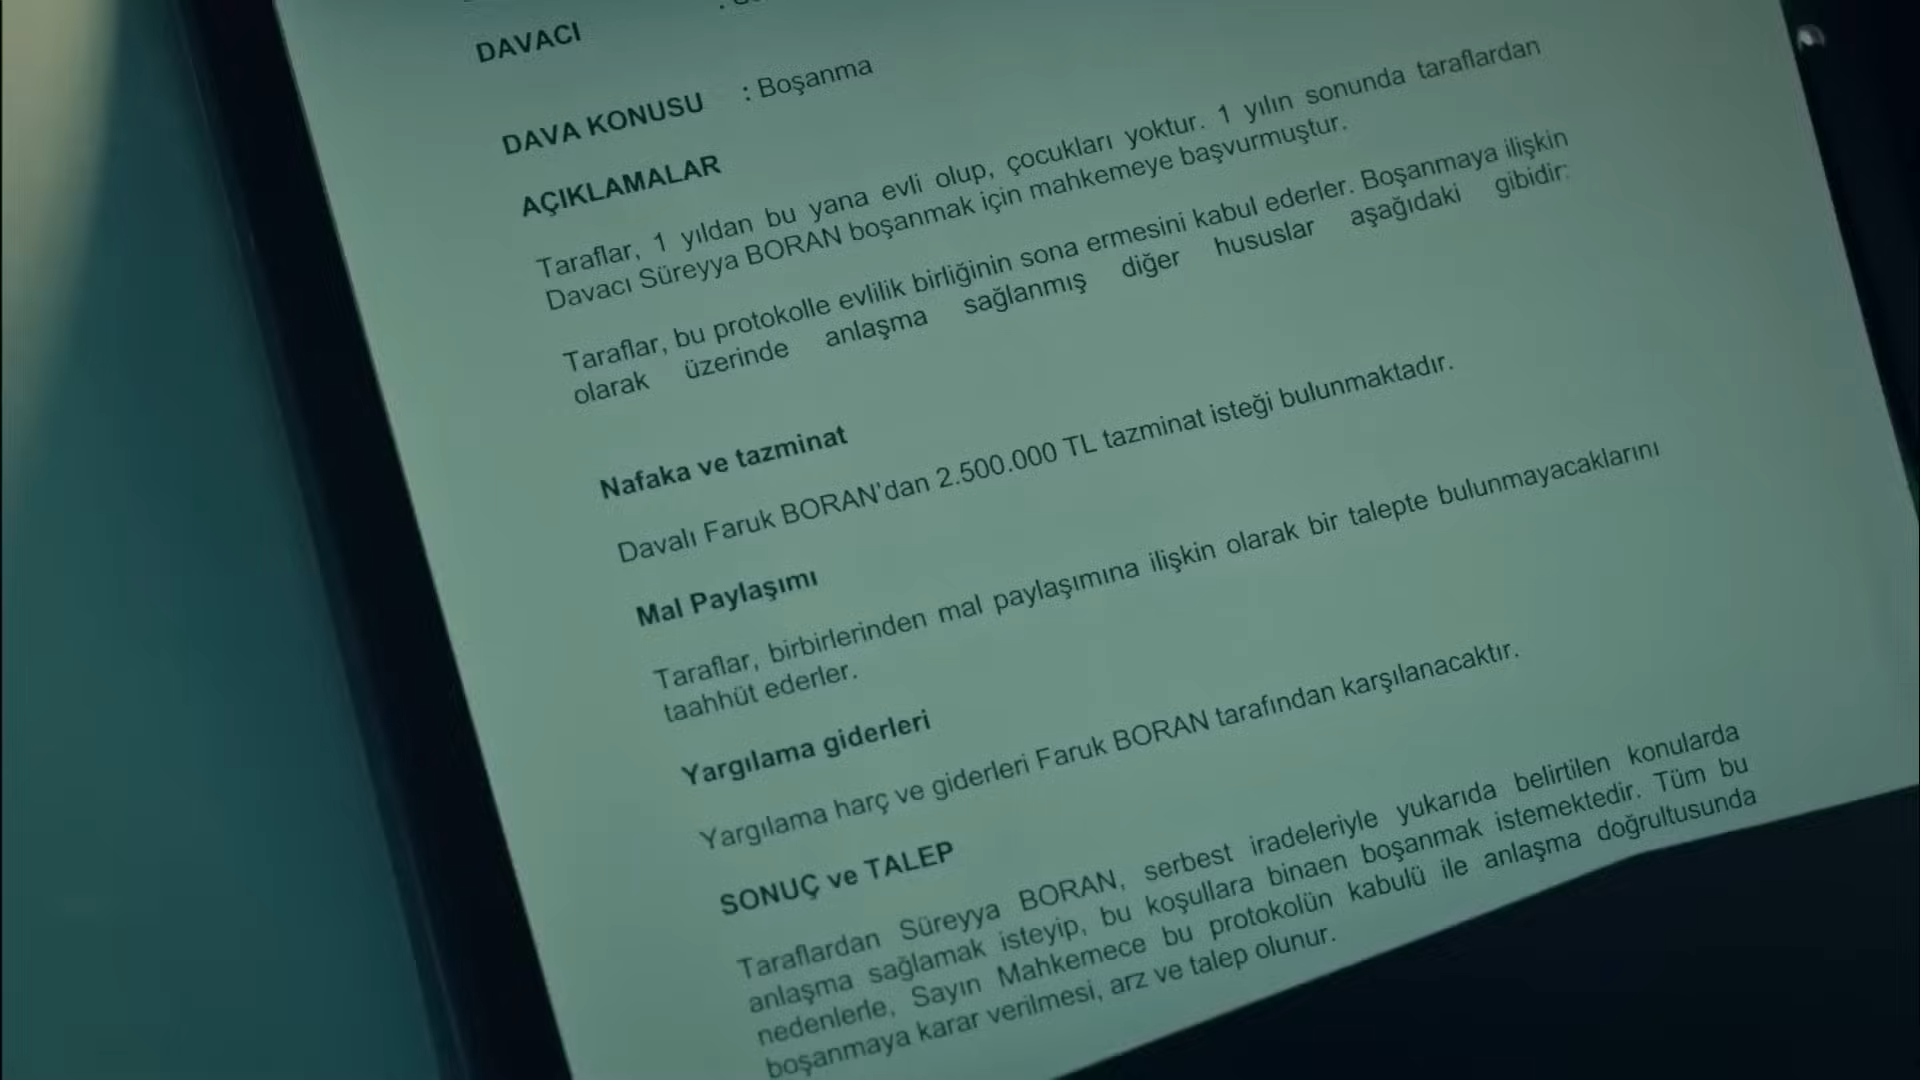 DAVACI
DAVA KONUSU : Boşanma
AÇIKLAMALAR
Taraflar, 1 yıldan bu yana evli olup, çocukları yoktur. 1 yılın sonunda taraflardan
Davacı Süreyya BORAN boşanmak için mahkemeye başvurmuştur.
Taraflar, bu protokolle evlilik birliğinin sona ermesini kabul ederler. Boşanmaya ilişkin
olarak üzerinde anlaşma sağlanmış diğer hususlar aşağıdaki gibidir:
Nafaka ve tazminat
Davalı Faruk BORAN'dan 2.500.000 TL tazminat isteği bulunmaktadır.
Mal Paylaşımı
Taraflar, birbirlerinden mal paylaşımına ilişkin olarak bir talepte bulunmayacaklarını
taahhüt ederler.
Yargılama giderleri
Yargılama harç ve giderleri Faruk BORAN tarafından karşılanacaktır.
SONUÇ ve TALEP
Taraflardan Süreyya BORAN, serbest iradeleriyle yukarıda belirtilen konularda
anlaşma sağlamak isteyip, bu koşullara binaen boşanmak istemektedir. Tüm bu
nedenlerle, Sayın Mahkemece bu protokolün kabulü ile anlaşma doğrultusunda
boşanmaya karar verilmesi, arz ve talep olunur.